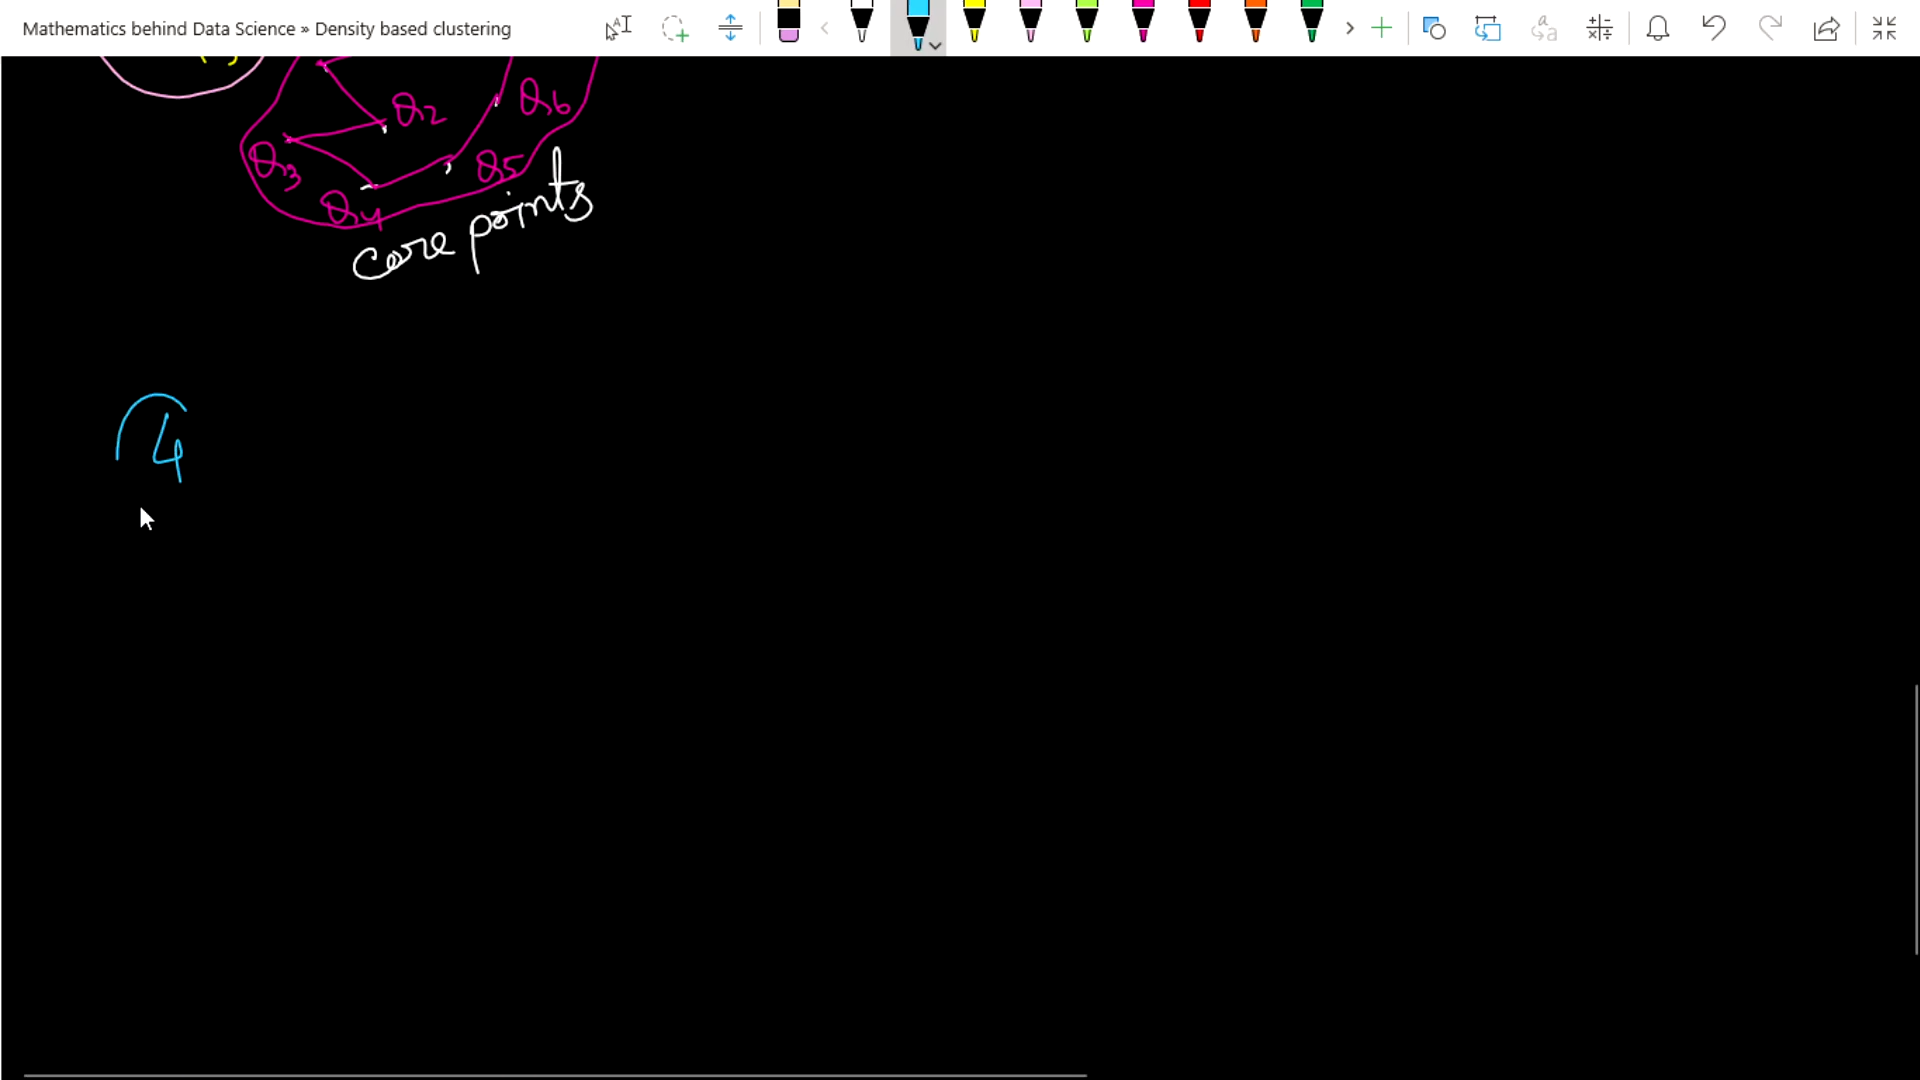 Mathematics behind Data Science » Density based clustering
Q2
Q6
Q3
Q5
Q4
core points
4